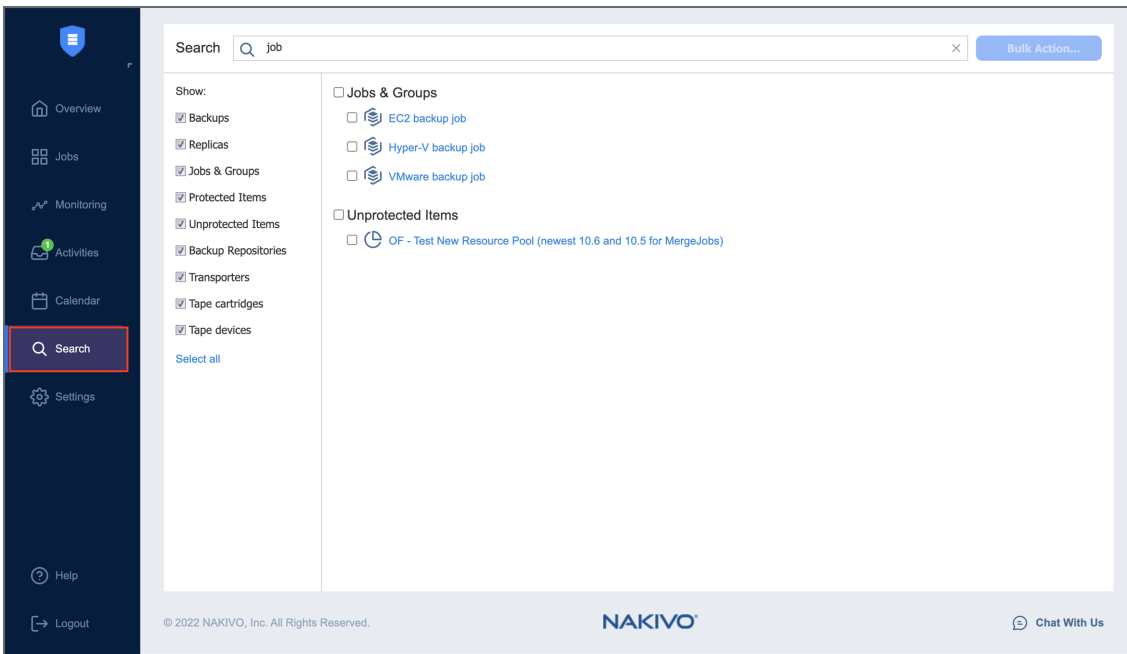 Search
job
Bulk Action...
Overview
Jobs
Monitoring
1
Activities
Calendar
Search
Settings
Help
Logout
Show:
Backups
Replicas
Jobs & Groups
Protected Items
Unprotected Items
Backup Repositories
Transporters
Tape cartridges
Tape devices
Select all
Jobs & Groups
EC2 backup job
Hyper-V backup job
VMware backup job
Unprotected Items
OF - Test New Resource Pool (newest 10.6 and 10.5 for MergeJobs)
© 2022 NAKIVO, Inc. All Rights Reserved.
NAKIVO®
Chat With Us